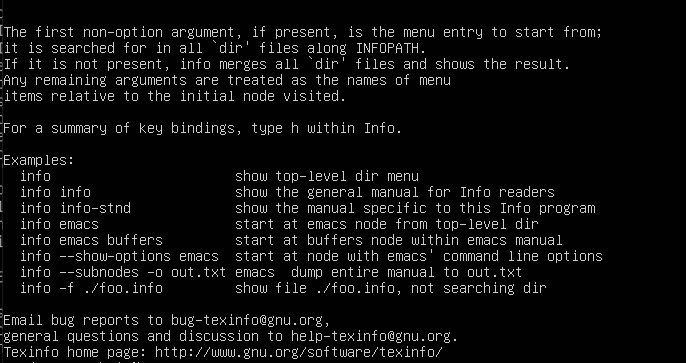 The first non-option argument, if present, is the menu entry to start from;
it is searched for in all `dir' files along INFOPATH.
If it is not present, info merges all `dir' files and shows the result.
Any remaining arguments are treated as the names of menu
items relative to the initial node visited.

For a summary of key bindings, type h within Info.

Examples:
  info                       show top-level dir menu
  info info                  show the general manual for Info readers
  info info-stnd             show the manual specific to this Info program
  info emacs                 start at emacs node from top-level dir
  info emacs buffers         start at buffers node within emacs manual
  info --show-options emacs  start at node with emacs' command line options
  info --subnodes -o out.txt emacs  dump entire manual to out.txt
  info -f ./foo.info         show file ./foo.info, not searching dir

Email bug reports to bug-texinfo@gnu.org,
general questions and discussion to help-texinfo@gnu.org.
Texinfo home page: http://www.gnu.org/software/texinfo/